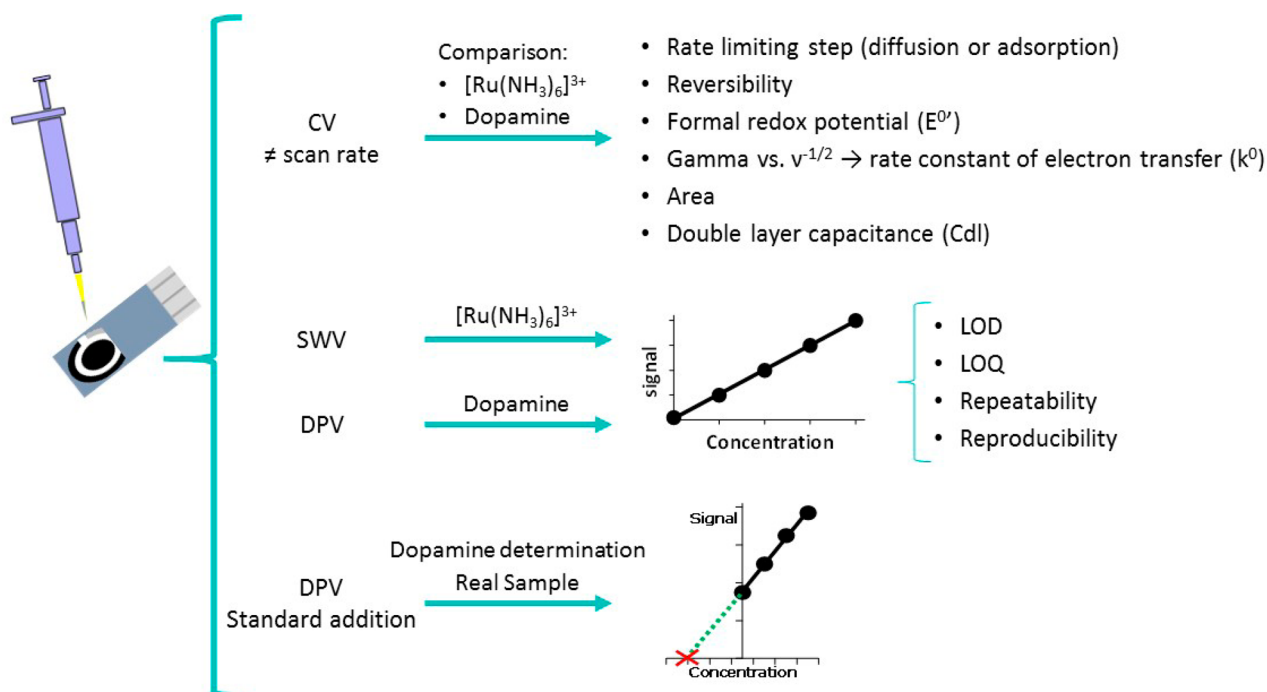 Comparison:
• [Ru(NH₃)₆]³⁺
• Dopamine
CV
≠ scan rate
• Rate limiting step (diffusion or adsorption)
• Reversibility
• Formal redox potential (E⁰’)
• Gamma vs. v⁻¹/² → rate constant of electron transfer (k⁰)
• Area
• Double layer capacitance (Cdl)
SWV
[Ru(NH₃)₆]³⁺
DPV
Dopamine
signal
Concentration
• LOD
• LOQ
• Repeatability
• Reproducibility
DPV
Standard addition
Dopamine determination
Real Sample
Signal
Concentration